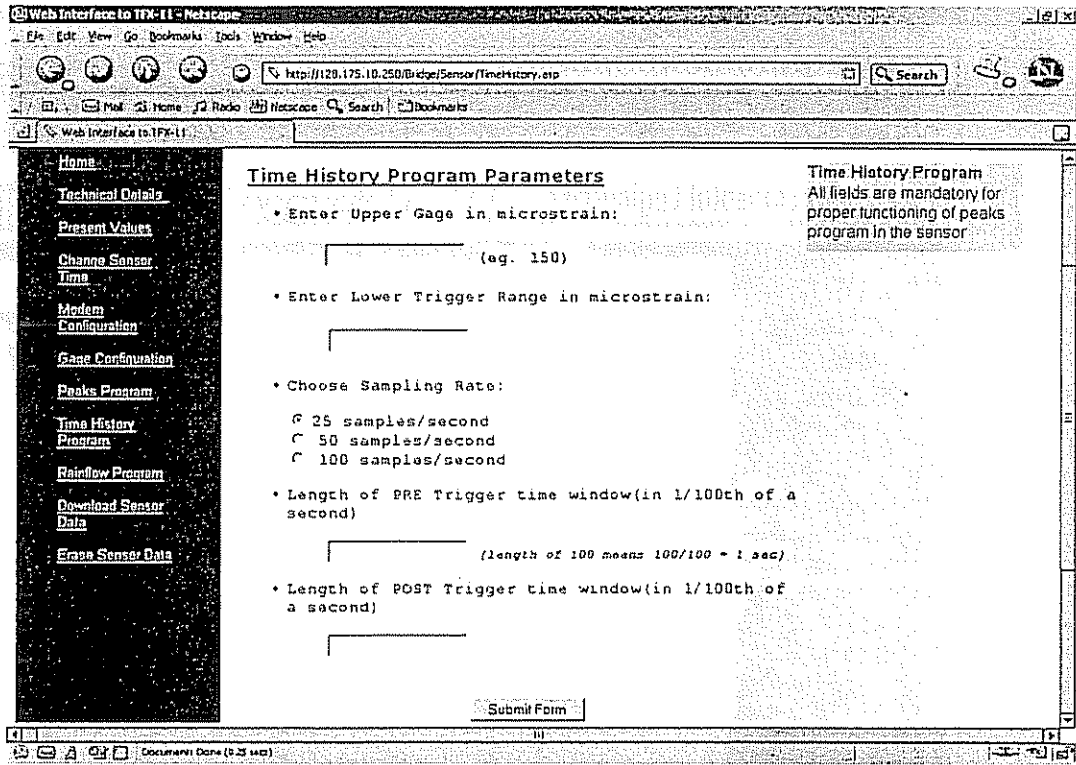 Web Interface to TFX-11 - Netscape
File Edit View Go Bookmarks Tools Window Help
http://128.175.10.250/Bridge/Sensor/TimeHistory.asp
Search
Mail Home Radio Netscape Search Bookmarks
Web Interface to TFX-11
Home
Technical Details
Present Values
Change Sensor
Time
Modem
Configuration
Gage Configuration
Peaks Program
Time History
Program
Rainflow Program
Download Sensor
Data
Erase Sensor Data
Time History Program Parameters
• Enter Upper Gage in microstrain:
(eg. 150)
• Enter Lower Trigger Range in microstrain:
• Choose Sampling Rate:
25 samples/second
50 samples/second
100 samples/second
• Length of PRE Trigger time window(in 1/100th of a
second)
(length of 100 means 100/100 = 1 sec)
• Length of POST Trigger time window(in 1/100th of
a second)
Submit Form
Time History Program
All fields are mandatory for
proper functioning of peaks
program in the sensor
Document: Done (0.25 secs)